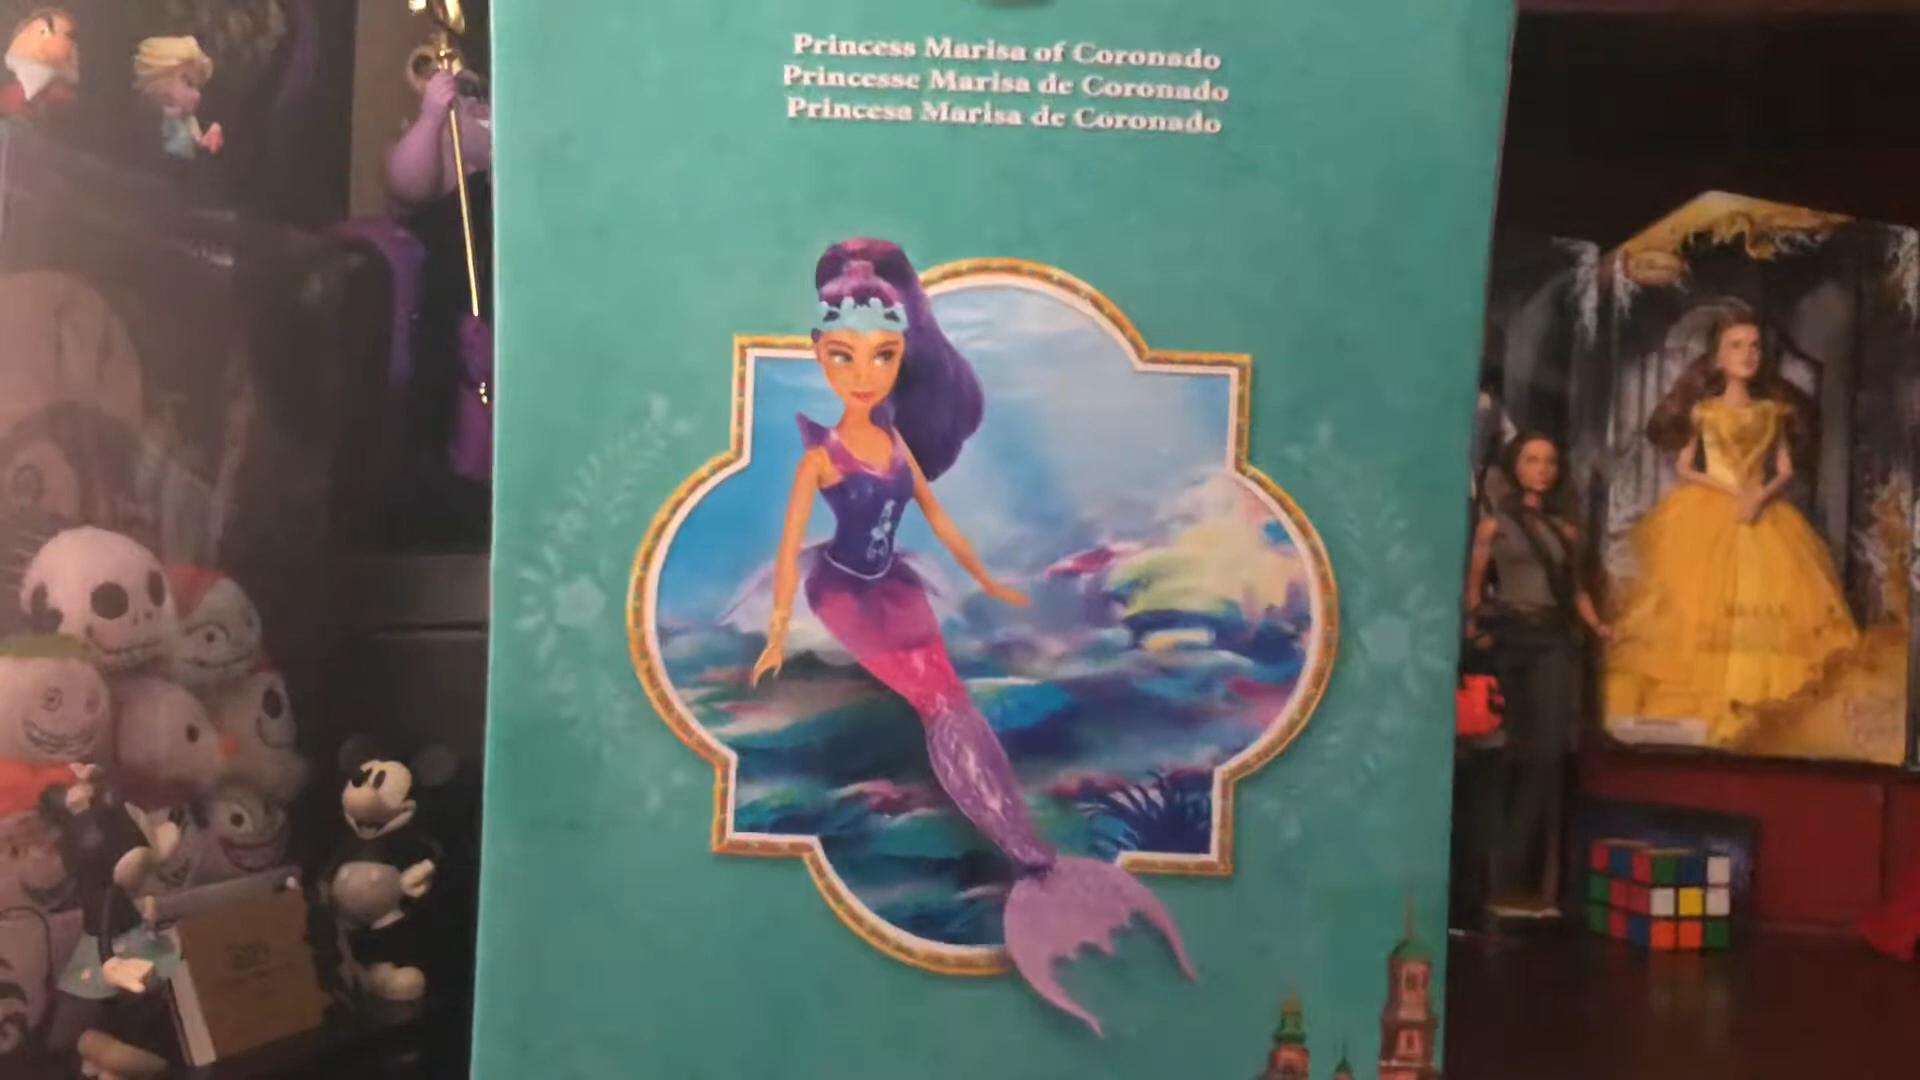 Princess Marisa of Coronado
Princesse Marisa de Coronado
Princesa Marisa de Coronado